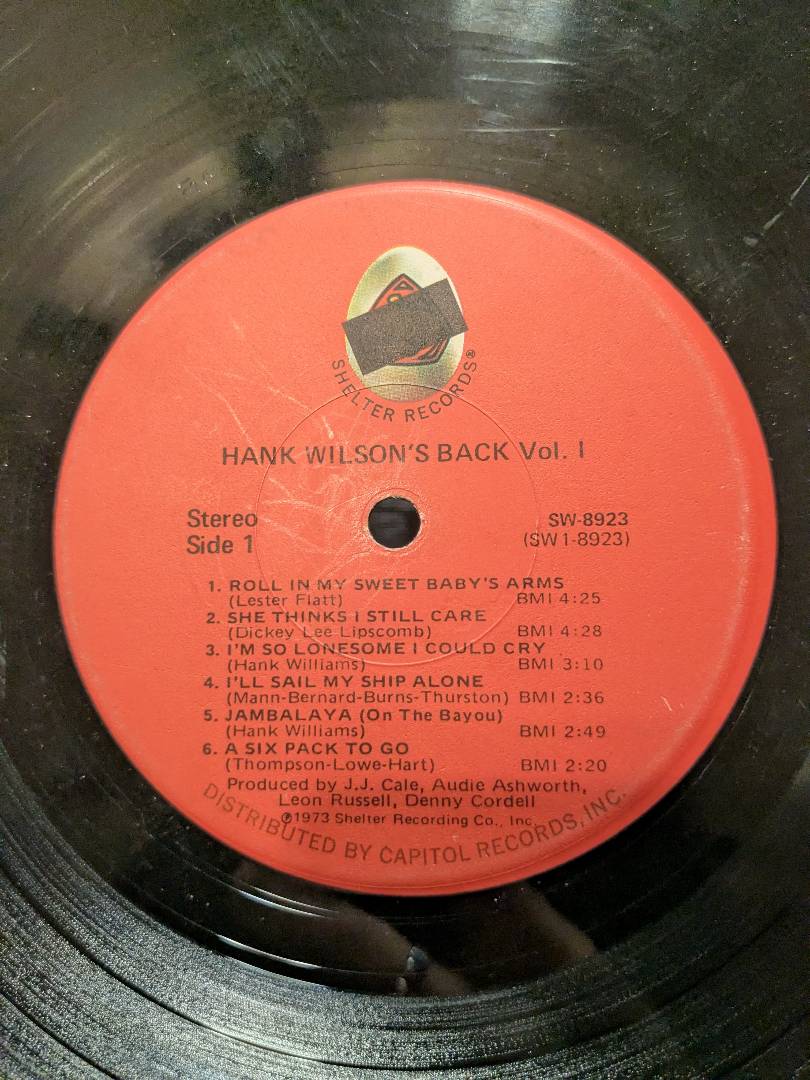 SHELTER RECORDS®
HANK WILSON'S BACK Vol. I
Stereo SW-8923
Side 1 (SW1-8923)
1. ROLL IN MY SWEET BABY'S ARMS
(Lester Flatt) BMI 4:25
2. SHE THINKS I STILL CARE
(Dickey Lee Lipscomb) BMI 4:28
3. I'M SO LONESOME I COULD CRY
(Hank Williams) BMI 3:10
4. I'LL SAIL MY SHIP ALONE
(Mann-Bernard-Burns-Thurston) BMI 2:36
5. JAMBALAYA (On The Bayou)
(Hank Williams) BMI 2:49
6. A SIX PACK TO GO
(Thompson-Lowe-Hart) BMI 2:20
Produced by J.J. Cale, Audie Ashworth,
Leon Russell, Denny Cordell
℗1973 Shelter Recording Co., Inc.
DISTRIBUTED BY CAPITOL RECORDS, INC.